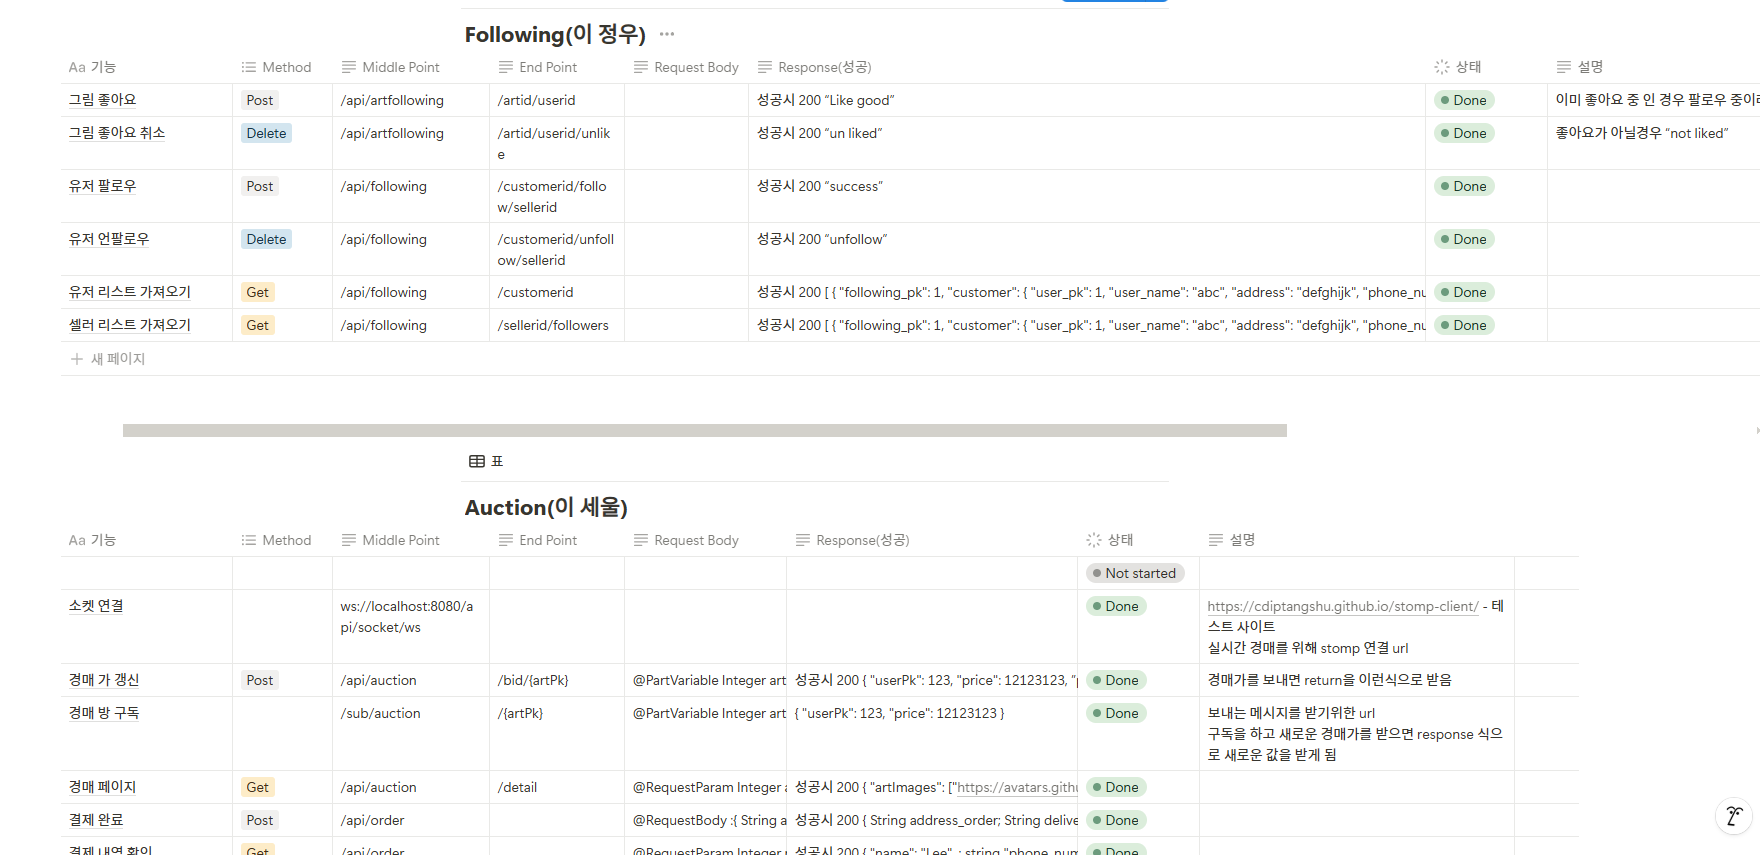 Following(이 정우)
Aa 기능 Method Middle Point End Point Request Body Response(성공) 상태 설명
그림 좋아요 Post /api/artfollowing /artid/userid 성공시 200 “Like good” Done 이미 좋아요 중 인 경우 팔로우 중이
그림 좋아요 취소 Delete /api/artfollowing /artid/userid/unlik 성공시 200 “un liked” Done 좋아요가 아닐경우 “not liked”
e
유저 팔로우 Post /api/following /customerid/follo 성공시 200 “success” Done
w/sellerid
유저 언팔로우 Delete /api/following /customerid/unfoll 성공시 200 “unfollow” Done
ow/sellerid
유저 리스트 가져오기 Get /api/following /customerid 성공시 200 [ { "following_pk": 1, "customer": { "user_pk": 1, "user_name": "abc", "address": "defghijk", "phone_nu Done
셀러 리스트 가져오기 Get /api/following /sellerid/followers 성공시 200 [ { "following_pk": 1, "customer": { "user_pk": 1, "user_name": "abc", "address": "defghijk", "phone_nu Done
새 페이지
표
Auction(이 세울)
Aa 기능 Method Middle Point End Point Request Body Response(성공) 상태 설명
Not started
소켓 연결 ws://localhost:8080/a Done https://cdiptangshu.github.io/stomp-client/ - 테
pi/socket/ws 스트 사이트
실시간 경매를 위해 stomp 연결 url
경매 가 갱신 Post /api/auction /bid/{artPk} @PartVariable Integer art 성공시 200 { "userPk": 123, "price": 12123123, "p Done 경매가를 보내면 return을 이런식으로 받음
경매 방 구독 /sub/auction /{artPk} @PartVariable Integer art { "userPk": 123, "price": 12123123 } Done 보내는 메시지를 받기위한 url
구독을 하고 새로운 경매가를 받으면 response 식으
로 새로운 값을 받게 됨
경매 페이지 Get /api/auction /detail @RequestParam Integer a 성공시 200 { "artImages": ["https://avatars.githu Done
결제 완료 Post /api/order @RequestBody :{ String a 성공시 200 { String address_order; String delive Done
결제 내역 확인 Get /api/order @RequestParam Integer 성공시 200 { "name": "Lee", : string "phone_num Done